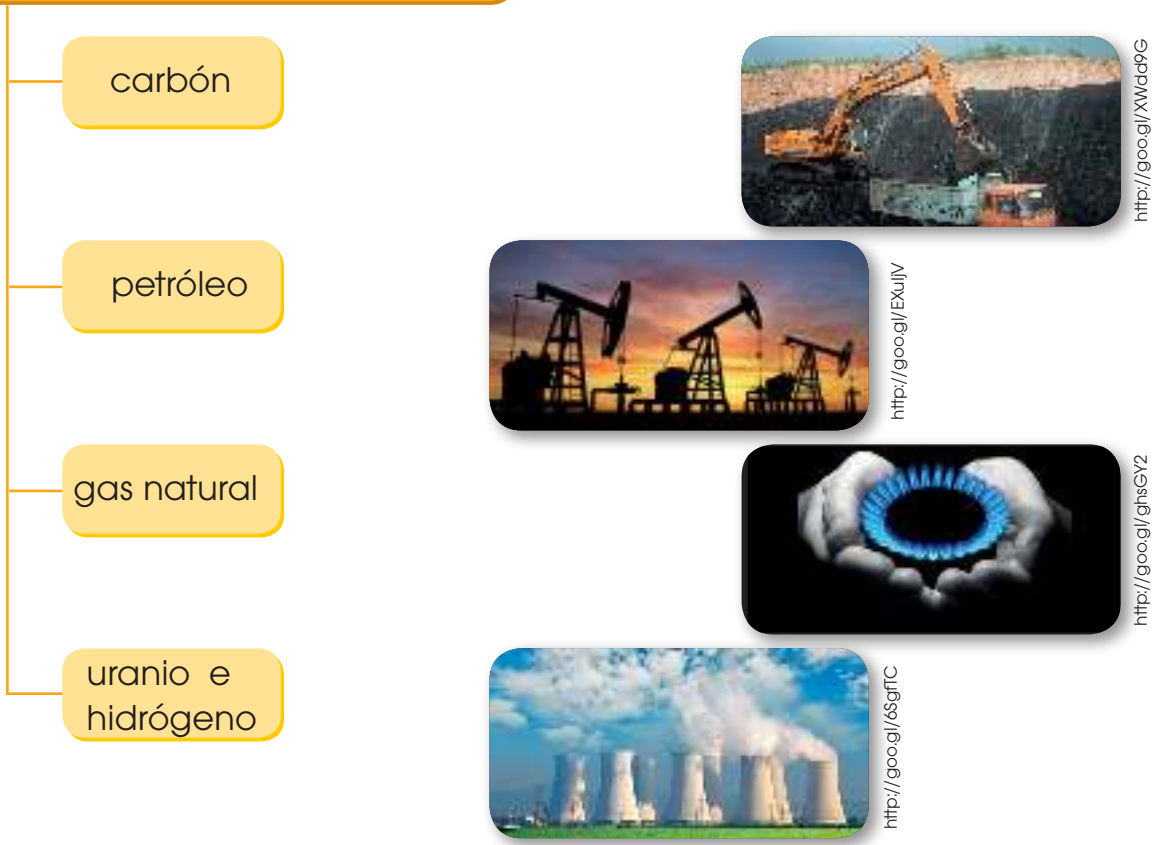 carbón
http://goo.gl/XWdd9G
petróleo
http://goo.gl/EXuljV
gas natural
http://goo.gl/ghsGY2
uranio e
hidrógeno
http://goo.gl/6SgfTC